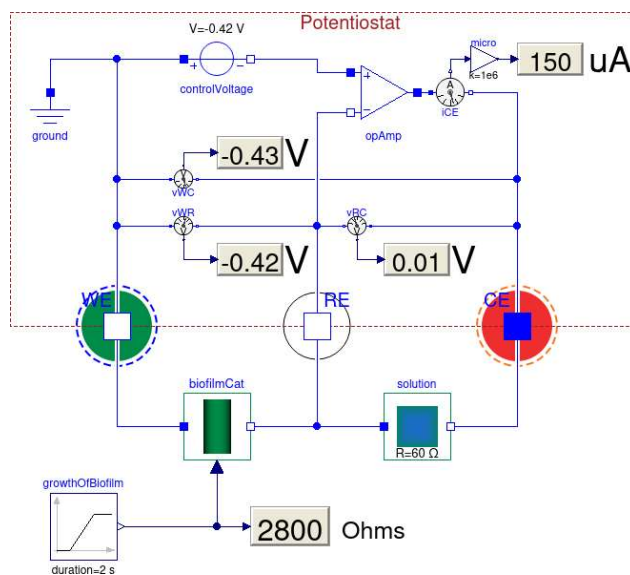 Potentiostat
V=-0.42 V
+ -
controlVoltage
ground
+
-
opAmp
micro
k=1e6
150 uA
A
iCE
-0.43 V
V
vWC
vWR
V
vRC
V
-0.42 V
0.01 V
WE
RE
CE
biofilmCat
solution
R=60 Ω
growthOfBiofilm
2800 Ohms
duration=2 s